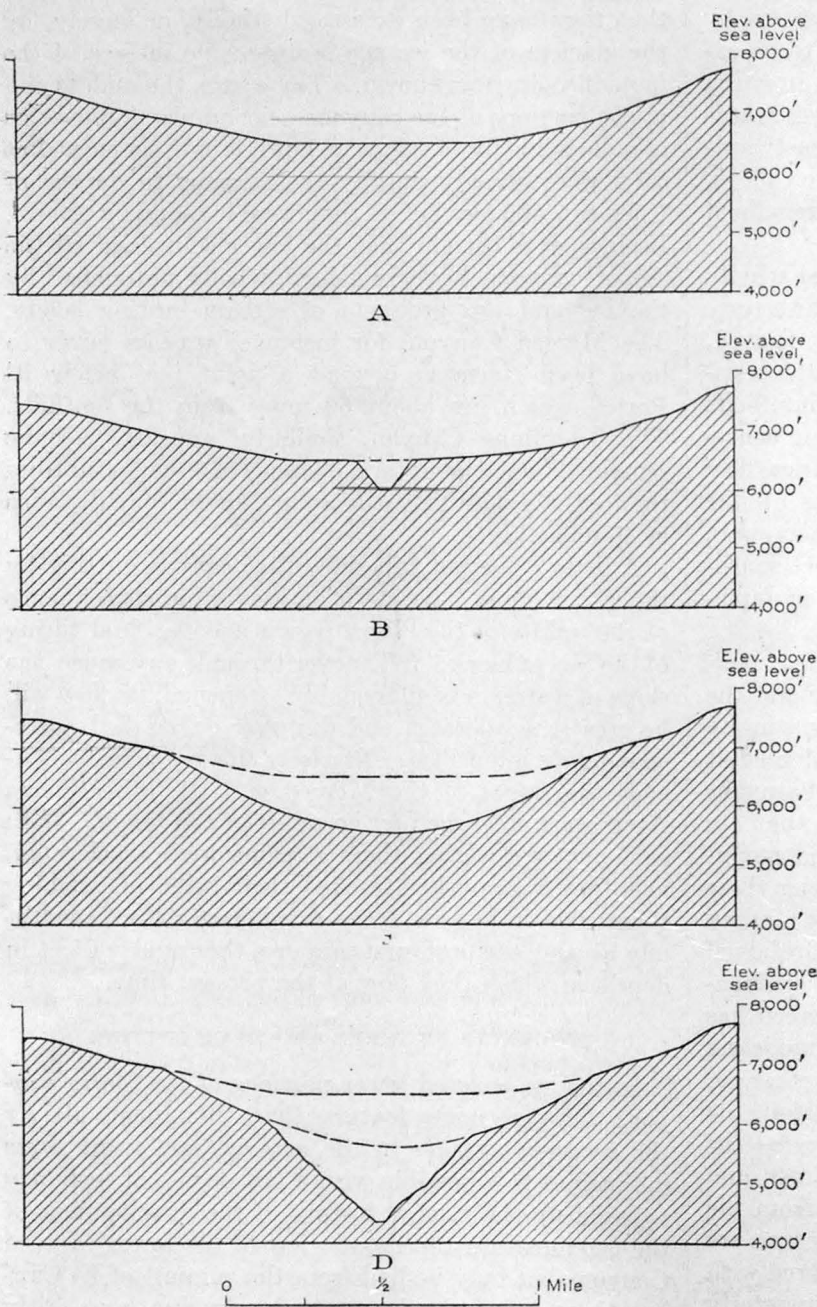 Elev. above
sea level
8,000'
7,000'
6,000'
5,000'
4,000'
A
Elev. above
sea level
8,000'
7,000'
6,000'
5,000'
4,000'
B
Elev. above
sea level
8,000'
7,000'
6,000'
5,000'
4,000'
Elev. above
sea level
8,000'
7,000'
6,000'
5,000'
4,000'
D
0 ½ 1 Mile